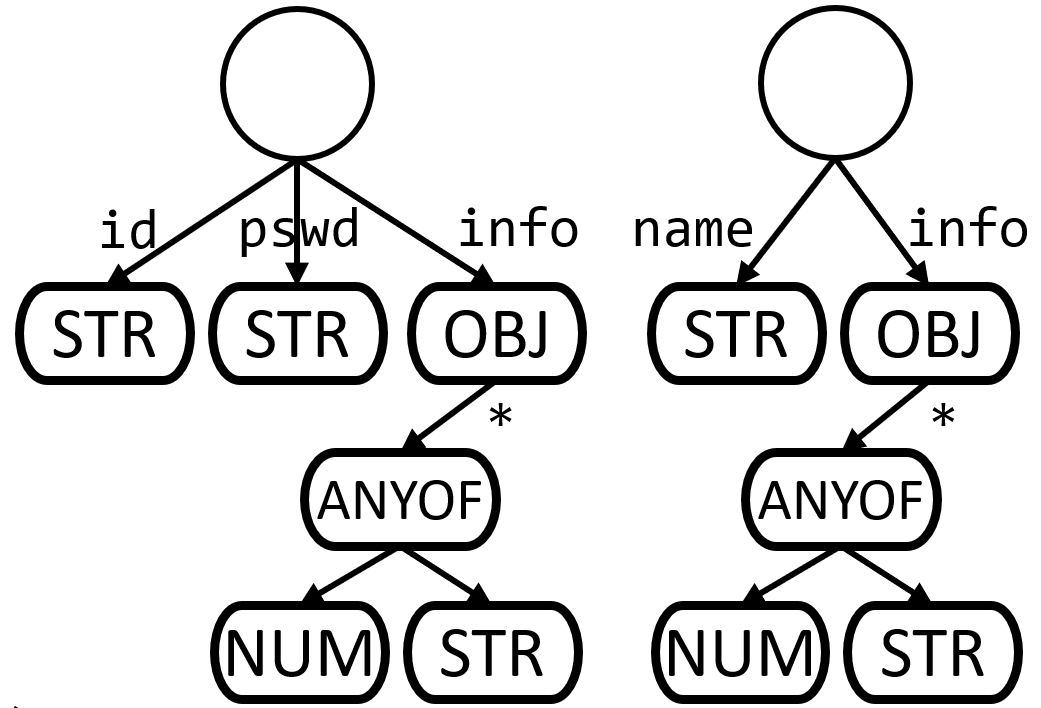 id pswd info name info
STR STR OBJ STR OBJ
* *
ANYOF ANYOF
NUM STR NUM STR